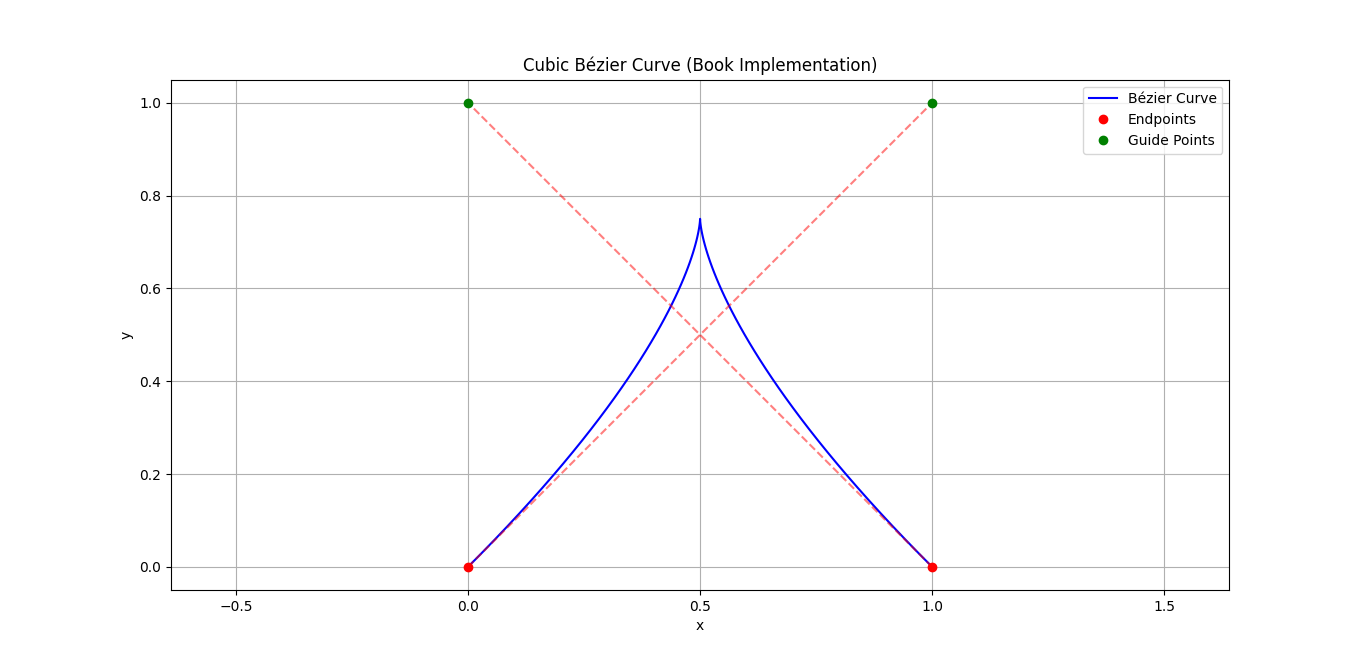 Cubic Bézier Curve (Book Implementation)
Bézier Curve
Endpoints
Guide Points
1.0
0.8
0.6
0.4
0.2
0.0
y
−0.5
0.0
0.5
1.0
1.5
x